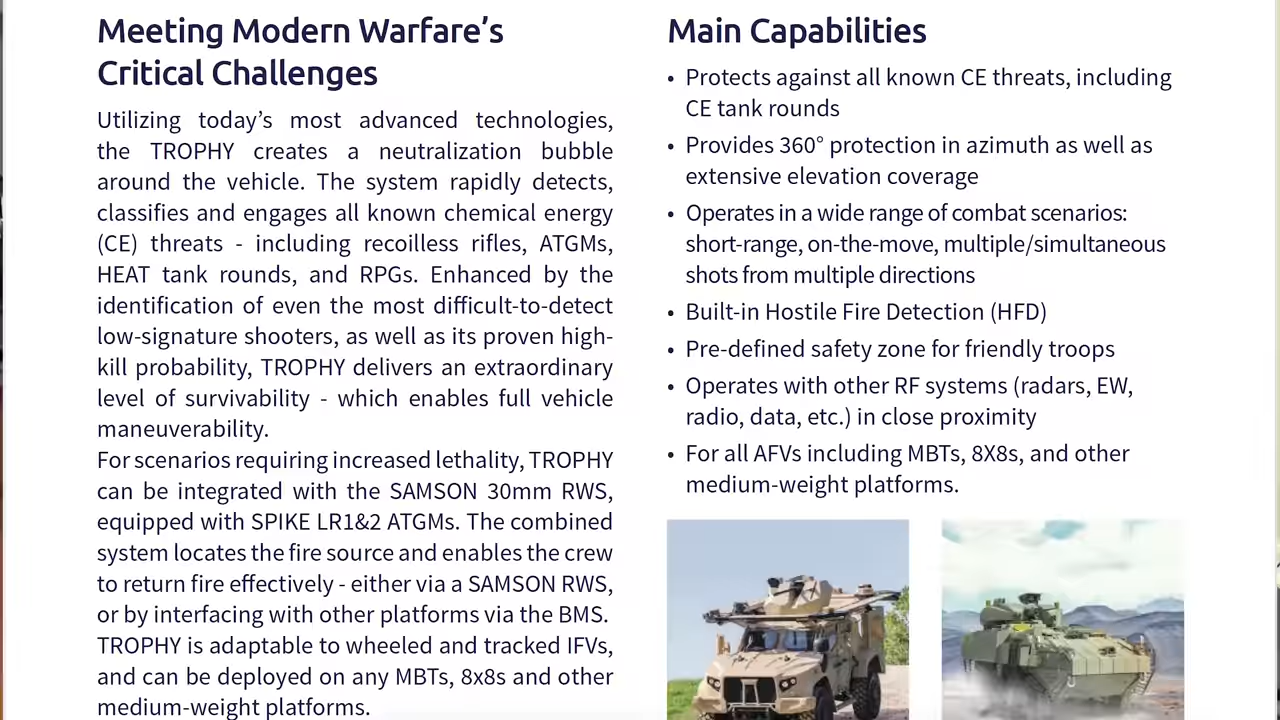 Meeting Modern Warfare's
Critical Challenges
Utilizing today's most advanced technologies,
the TROPHY creates a neutralization bubble
around the vehicle. The system rapidly detects,
classifies and engages all known chemical energy
(CE) threats - including recoilless rifles, ATGMs,
HEAT tank rounds, and RPGs. Enhanced by the
identification of even the most difficult-to-detect
low-signature shooters, as well as its proven high-
kill probability, TROPHY delivers an extraordinary
level of survivability - which enables full vehicle
maneuverability.
For scenarios requiring increased lethality, TROPHY
can be integrated with the SAMSON 30mm RWS,
equipped with SPIKE LR1&2 ATGMs. The combined
system locates the fire source and enables the crew
to return fire effectively - either via a SAMSON RWS,
or by interfacing with other platforms via the BMS.
TROPHY is adaptable to wheeled and tracked IFVs,
and can be deployed on any MBTs, 8x8s and other
medium-weight platforms.
Main Capabilities
• Protects against all known CE threats, including
CE tank rounds
• Provides 360° protection in azimuth as well as
extensive elevation coverage
• Operates in a wide range of combat scenarios:
short-range, on-the-move, multiple/simultaneous
shots from multiple directions
• Built-in Hostile Fire Detection (HFD)
• Pre-defined safety zone for friendly troops
• Operates with other RF systems (radars, EW,
radio, data, etc.) in close proximity
• For all AFVs including MBTs, 8X8s, and other
medium-weight platforms.